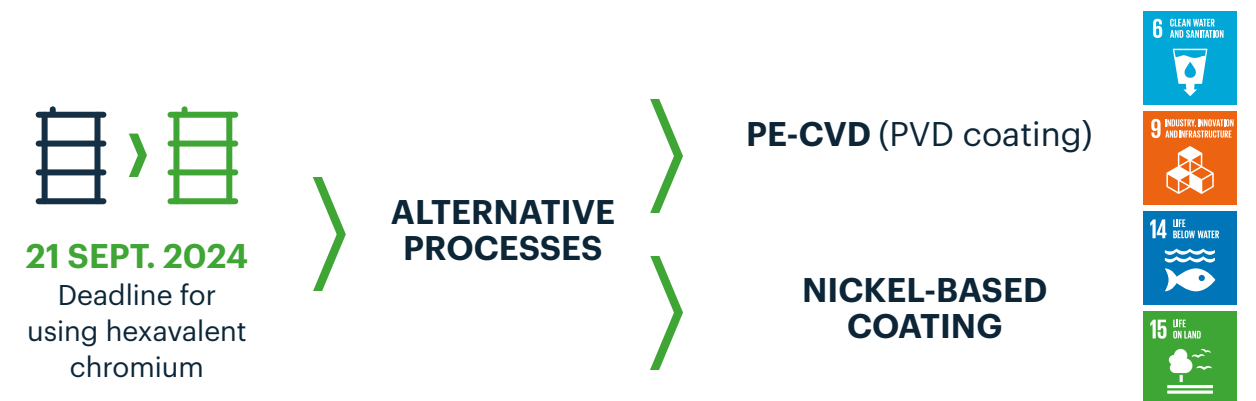 21 SEPT. 2024
Deadline for
using hexavalent
chromium
ALTERNATIVE
PROCESSES
PE-CVD (PVD coating)
NICKEL-BASED
COATING
6 CLEAN WATER
AND SANITATION
9 INDUSTRY, INNOVATION
AND INFRASTRUCTURE
14 LIFE
BELOW WATER
15 LIFE
ON LAND